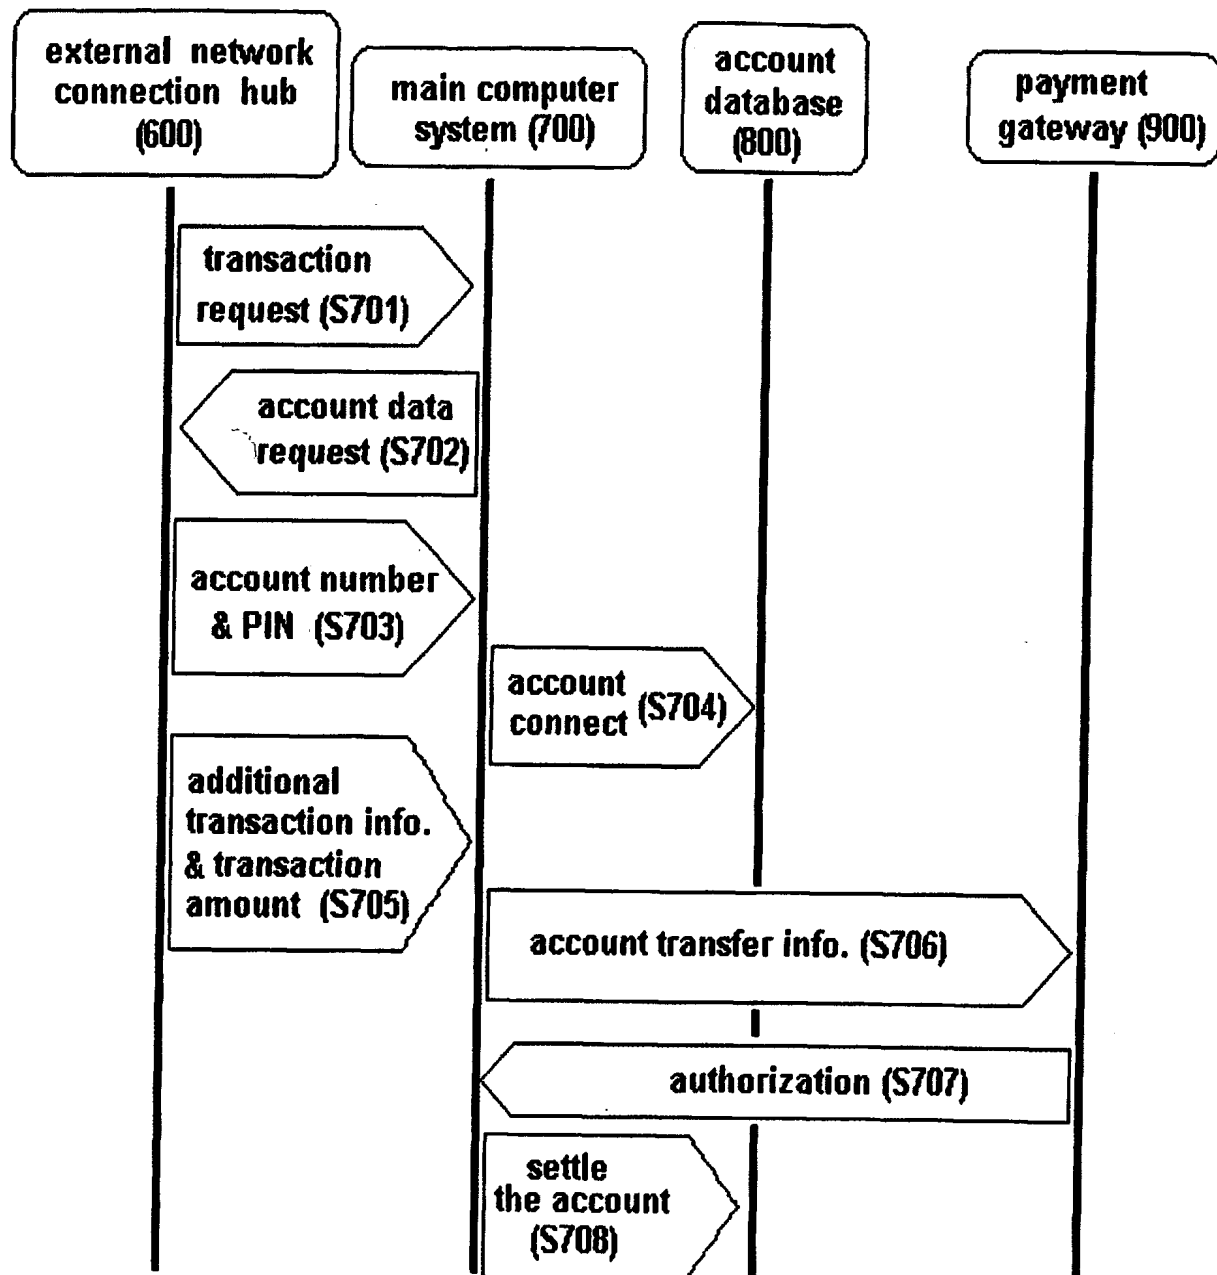 external network
connection hub
(600)
main computer
system (700)
account
database
(800)
payment
gateway (900)
transaction
request (S701)
account data
request (S702)
account number
& PIN (S703)
account
connect (S704)
additional
transaction info.
& transaction
amount (S705)
account transfer info. (S706)
authorization (S707)
settle
the account
(S708)